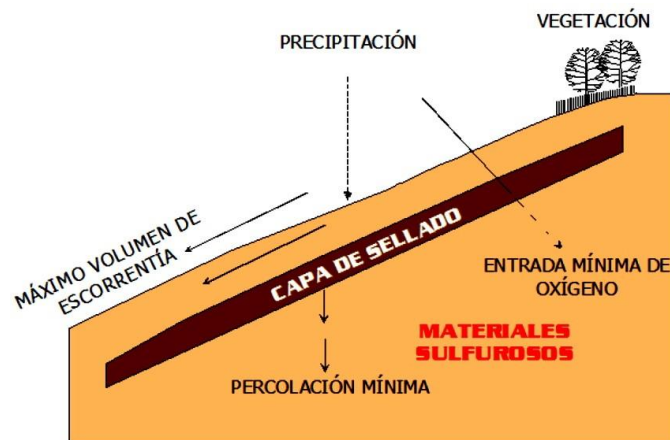 VEGETACIÓN
PRECIPITACIÓN
MÁXIMO VOLUMEN DE
ESCORRENTÍA
CAPA DE SELLADO
ENTRADA MÍNIMA DE
OXÍGENO
MATERIALES
SULFUROSOS
PERCOLACIÓN MÍNIMA